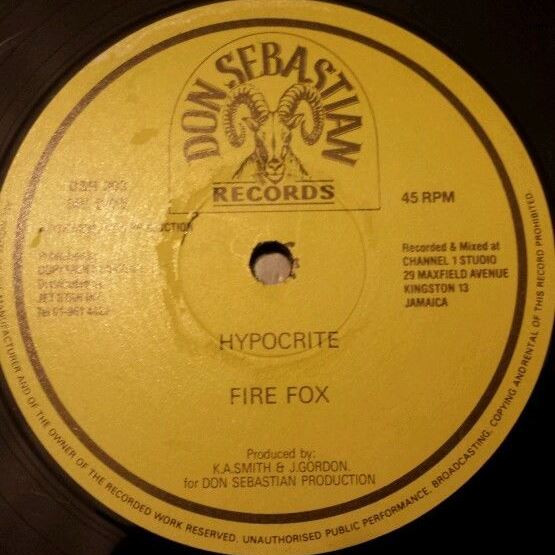 DON SEBASTIAN
RECORDS
45 RPM
Recorded & Mixed at
CHANNEL 1 STUDIO
29 MAXFIELD AVENUE
KINGSTON 13
JAMAICA
HYPOCRITE
FIRE FOX
Produced by:
K.A.SMITH & J.GORDON.
for DON SEBASTIAN PRODUCTION
MANUFACTURER AND OF THE OWNER OF THE RECORDED WORK RESERVED. UNAUTHORISED PUBLIC PERFORMANCE, BROADCASTING, COPYING AND RENTAL OF THIS RECORD PROHIBITED.